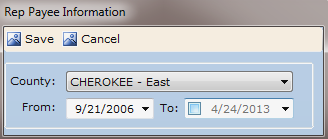 Rep Payee Information
Save Cancel
County: CHEROKEE - East
From: 9/21/2006 To: 4/24/2013